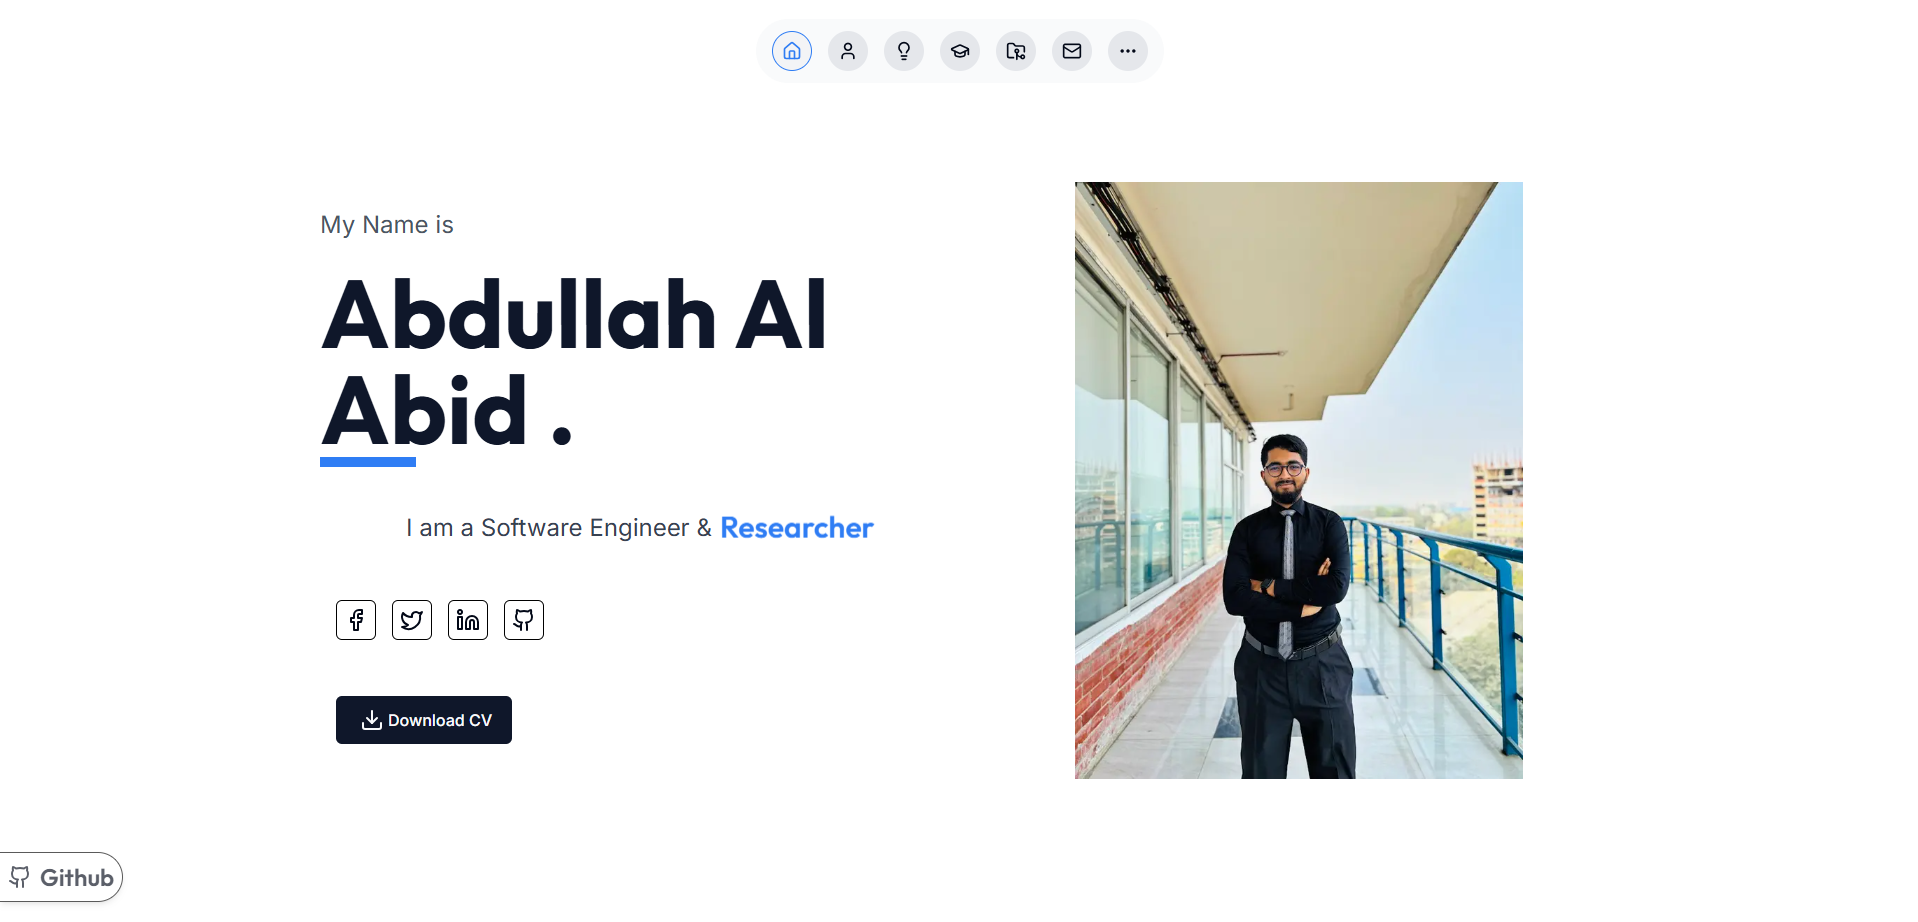 My Name is
Abdullah Al
Abid .
I am a Software Engineer & Researcher
Download CV
Github